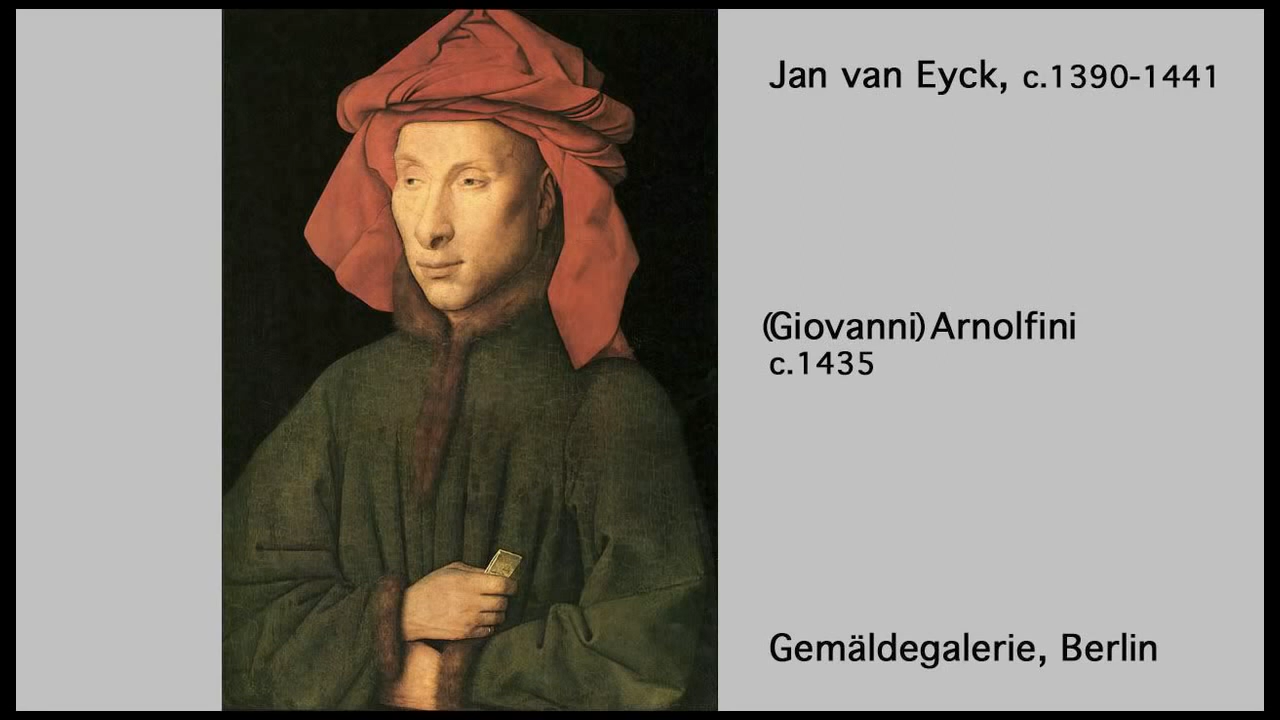 Jan van Eyck, c.1390-1441
(Giovanni) Arnolfini
c.1435
Gemäldegalerie, Berlin